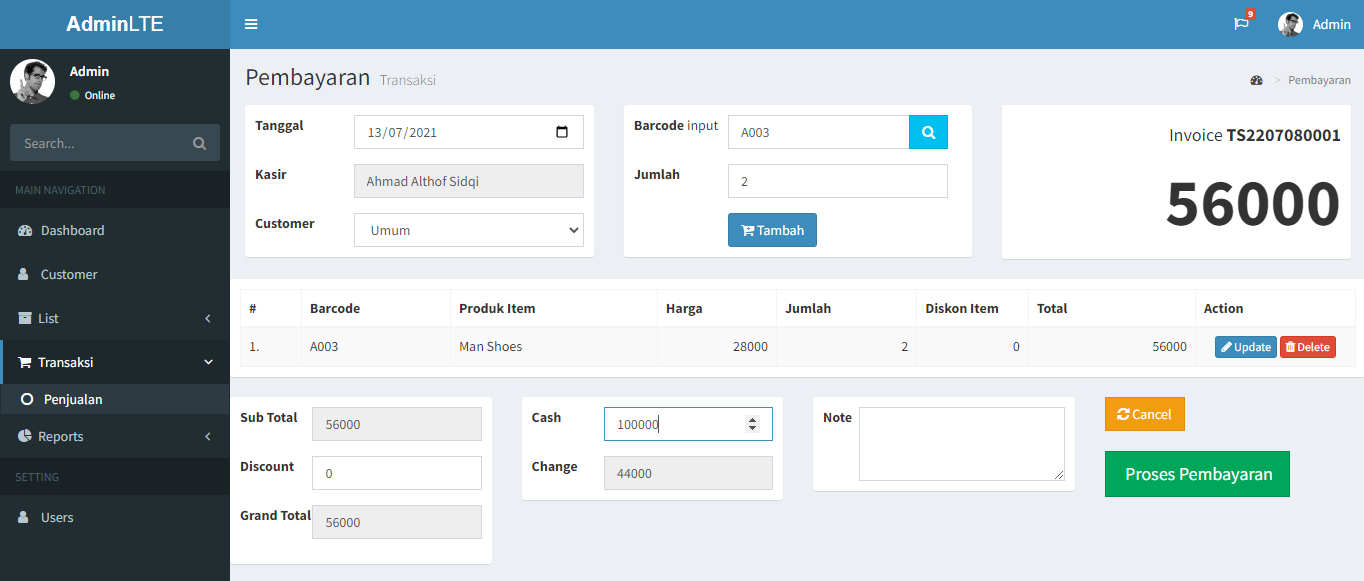 AdminLTE
9
Admin
Admin
Online
Search...
MAIN NAVIGATION
Dashboard
Customer
List
Transaksi
Penjualan
Reports
SETTING
Users
Pembayaran Transaksi
> Pembayaran
Tanggal 13/07/2021
Kasir Ahmad Althof Sidqi
Customer Umum
Barcode input A003
Jumlah 2
Tambah
Invoice TS2207080001
56000
# Barcode Produk Item Harga Jumlah Diskon Item Total Action
1. A003 Man Shoes 28000 2 0 56000 Update Delete
Sub Total 56000
Discount 0
Grand Total 56000
Cash 100000
Change 44000
Note
Cancel
Proses Pembayaran